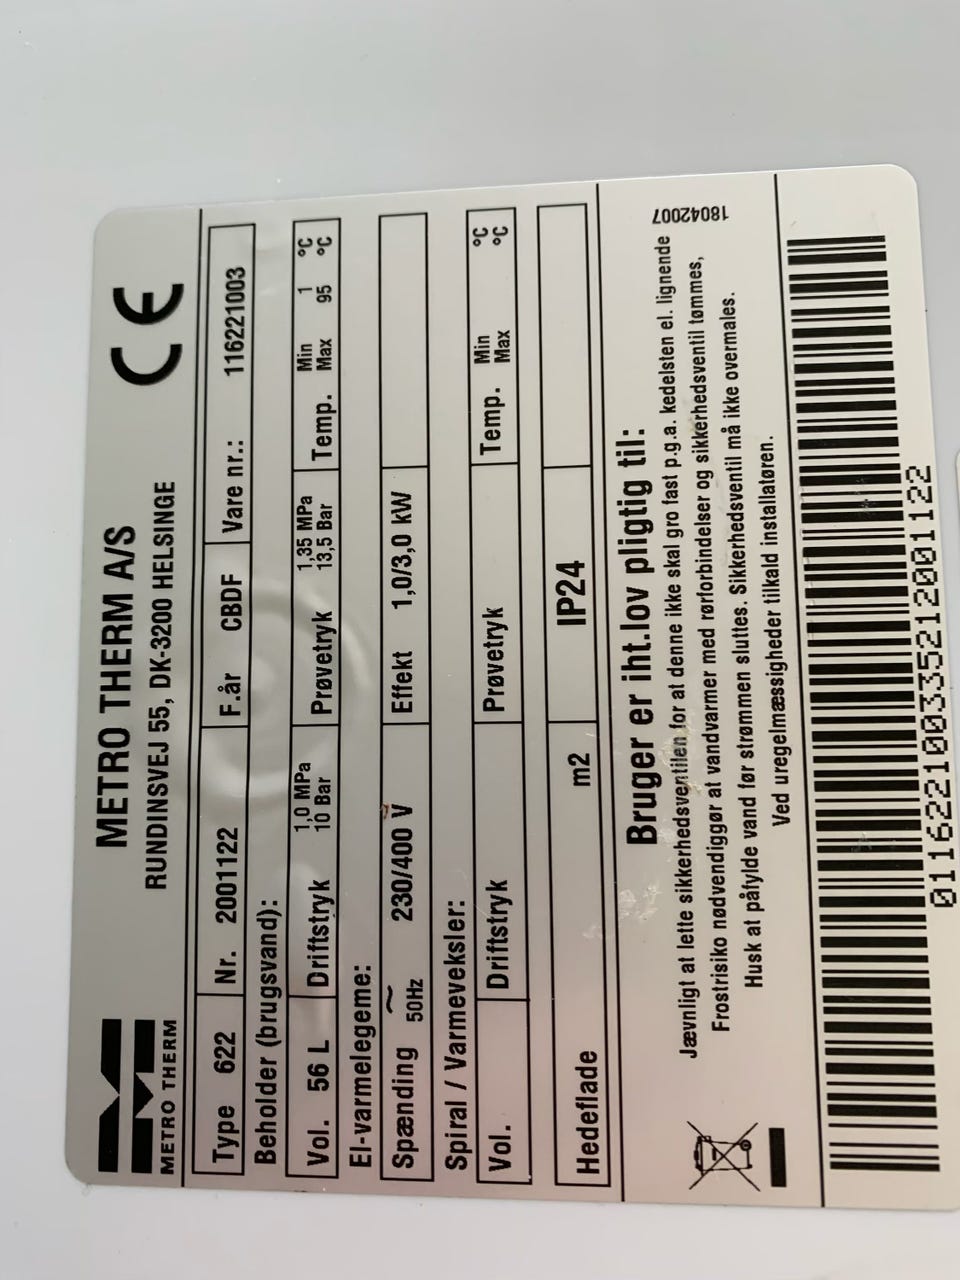 METRO THERM
METRO THERM A/S
RUNDINSVEJ 55, DK-3200 HELSINGE
CE
Type 622 Nr. 2001122 F.år CBDF Vare nr.: 116221003
Beholder (brugsvand):
Vol. 56 L Driftstryk 1,0 MPa 10 Bar Prøvetryk 1,35 MPa 13,5 Bar Temp. Min 1 °C Max 95 °C
El-varmelegeme:
Spænding ~ 50Hz 230/400 V Effekt 1,0/3,0 kW
Spiral / Varmeveksler:
Vol. Driftstryk Prøvetryk Temp. Min °C Max °C
Hedeflade m2 IP24
Bruger er iht.lov pligtig til:
18042007
Jævnligt at lette sikkerhedsventilen for at denne ikke skal gro fast p.g.a. kedelsten el. lignende
Frostrisiko nødvendiggør at vandvarmer med rørforbindelser og sikkerhedsventil tømmes,
Husk at påfylde vand før strømmen sluttes. Sikkerhedsventil må ikke overmales.
Ved uregelmæssigheder tilkald installatøren.
011622100335212001122